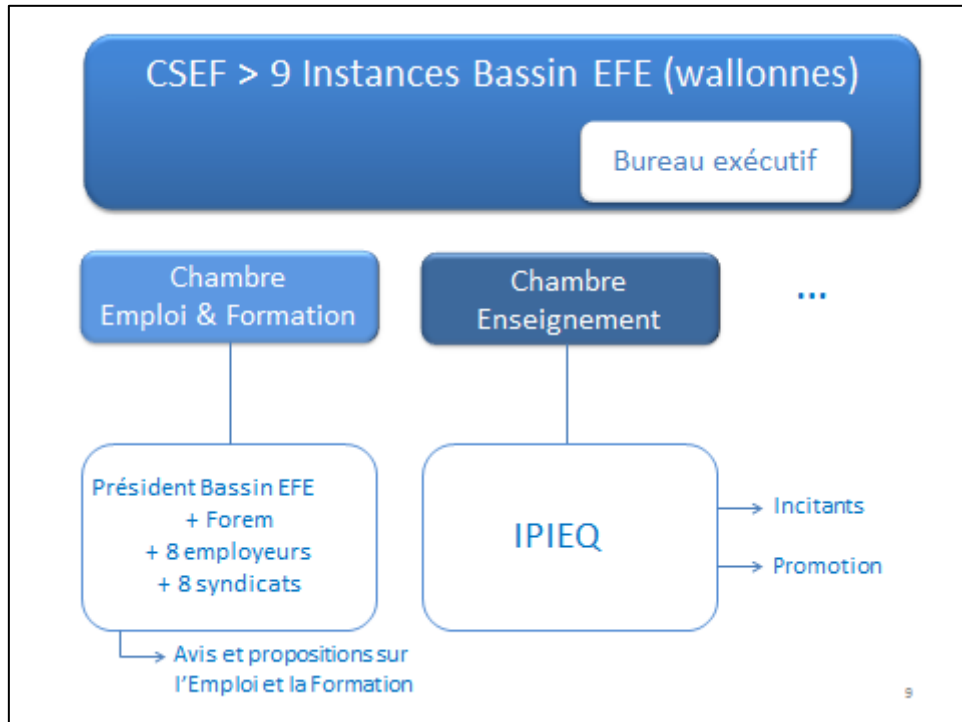 CSEF > 9 Instances Bassin EFE (wallonnes)
Bureau exécutif
Chambre
Emploi & Formation
Chambre
Enseignement
...
Président Bassin EFE
+ Forem
+ 8 employeurs
+ 8 syndicats
IPIEQ
Incitants
Promotion
Avis et propositions sur
l'Emploi et la Formation
9